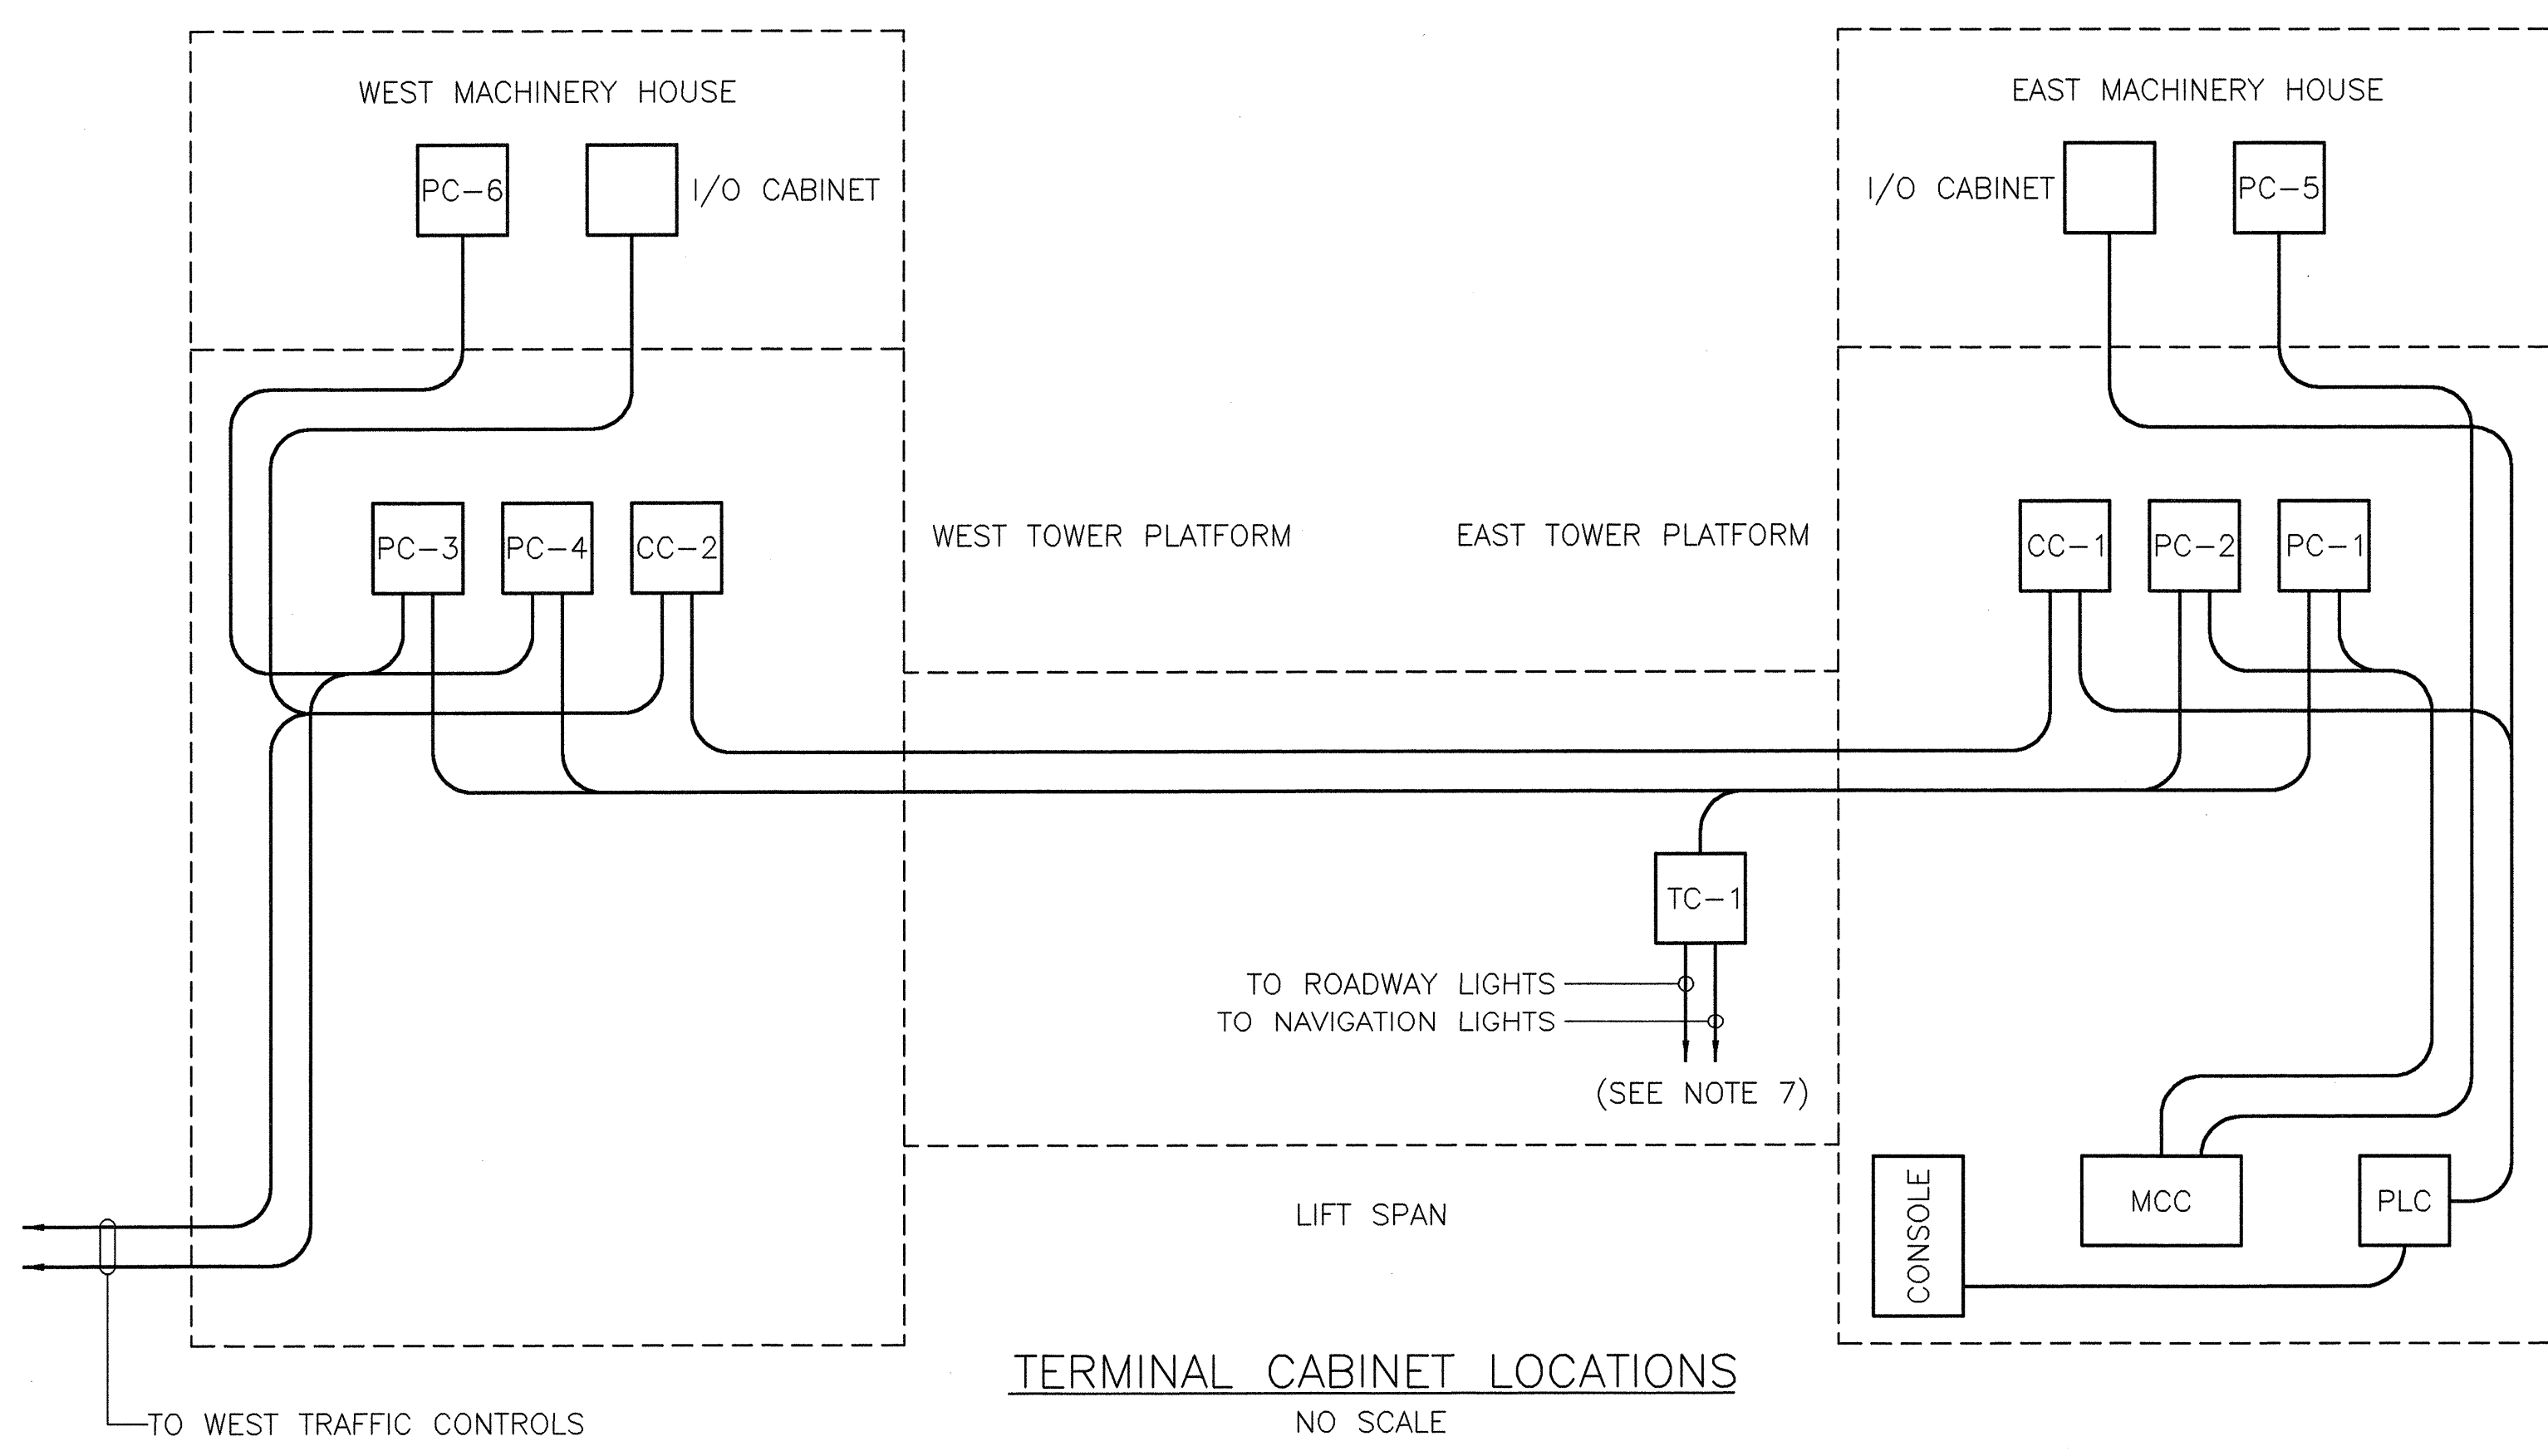 WEST MACHINERY HOUSE
EAST MACHINERY HOUSE
PC-6
I/O CABINET
I/O CABINET
PC-5
PC-3
PC-4
CC-2
WEST TOWER PLATFORM
EAST TOWER PLATFORM
CC-1
PC-2
PC-1
TC-1
TO ROADWAY LIGHTS
TO NAVIGATION LIGHTS
(SEE NOTE 7)
CONSOLE
MCC
PLC
LIFT SPAN
TERMINAL CABINET LOCATIONS
NO SCALE
TO WEST TRAFFIC CONTROLS